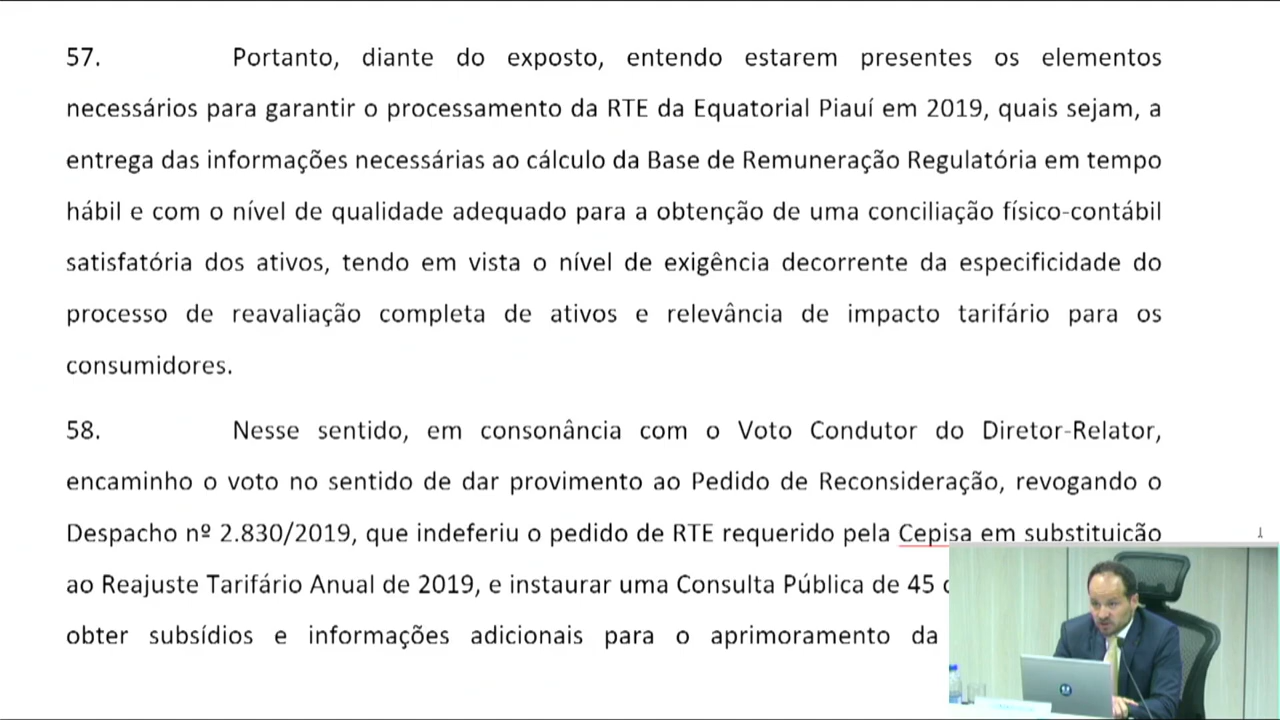 57. Portanto, diante do exposto, entendo estarem presentes os elementos
necessários para garantir o processamento da RTE da Equatorial Piauí em 2019, quais sejam, a
entrega das informações necessárias ao cálculo da Base de Remuneração Regulatória em tempo
hábil e com o nível de qualidade adequado para a obtenção de uma conciliação físico-contábil
satisfatória dos ativos, tendo em vista o nível de exigência decorrente da especificidade do
processo de reavaliação completa de ativos e relevância de impacto tarifário para os
consumidores.
58. Nesse sentido, em consonância com o Voto Condutor do Diretor-Relator,
encaminho o voto no sentido de dar provimento ao Pedido de Reconsideração, revogando o
Despacho nº 2.830/2019, que indeferiu o pedido de RTE requerido pela Cepisa em substituição
ao Reajuste Tarifário Anual de 2019, e instaurar uma Consulta Pública de 45
obter subsídios e informações adicionais para o aprimoramento da